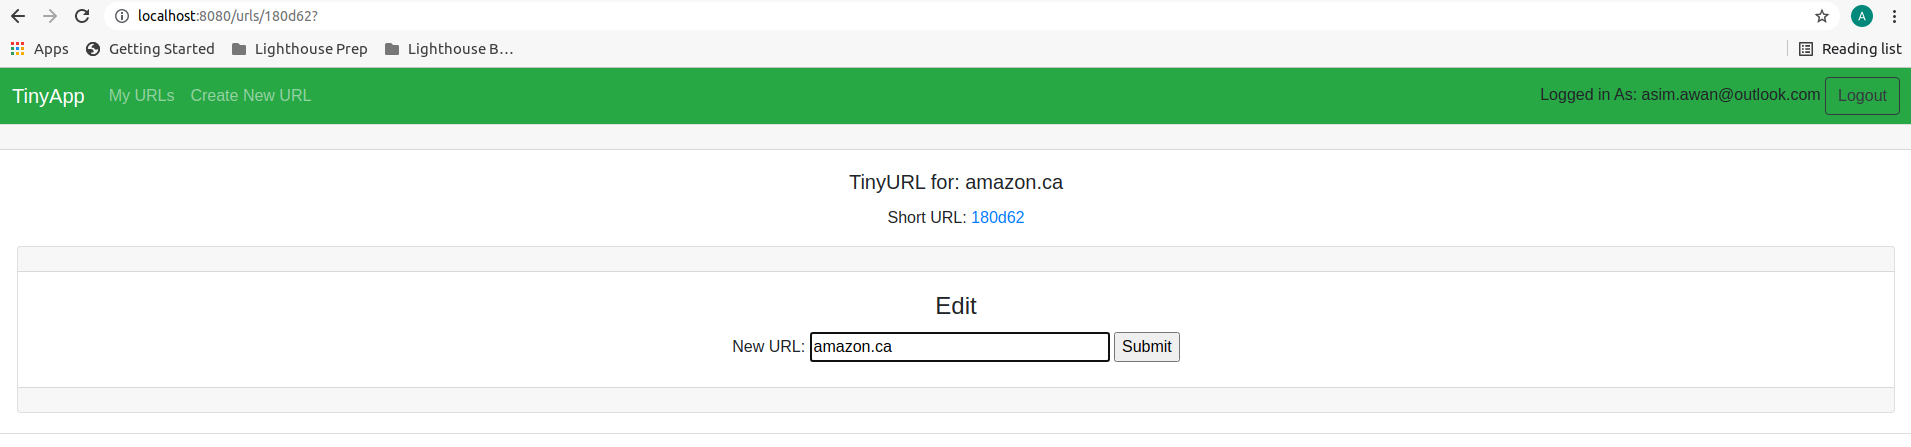 localhost:8080/urls/180d62?
A
Apps Getting Started Lighthouse Prep Lighthouse B... Reading list
TinyApp My URLs Create New URL Logged in As: asim.awan@outlook.com Logout
TinyURL for: amazon.ca
Short URL: 180d62
Edit
New URL: amazon.ca Submit